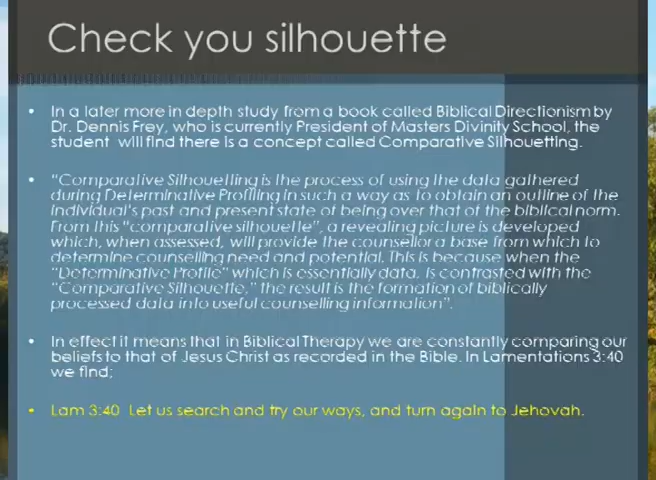 Check you silhouette
• In a later more in depth study from a book called Biblical Directionism by
Dr. Dennis Frey, who is currently President of Masters Divinity School, the
student will find there is a concept called Comparative Silhouetting.
• "Comparative Silhouetting is the process of using the data gathered
during Determinative Profiling in such a way as to obtain an outline of the
individual's past and present state of being over that of the biblical norm.
From this "comparative silhouette", a revealing picture is developed
which, when assessed, will provide the counsellor a base from which to
determine counselling need and potential. This is because when the
"Determinative Profile" which is essentially data, is contrasted with the
"Comparative Silhouette," the result is the formation of biblically
processed data into useful counselling information".
• In effect it means that in Biblical Therapy we are constantly comparing our
beliefs to that of Jesus Christ as recorded in the Bible. In Lamentations 3:40
we find;
• Lam 3:40 Let us search and try our ways, and turn again to Jehovah.